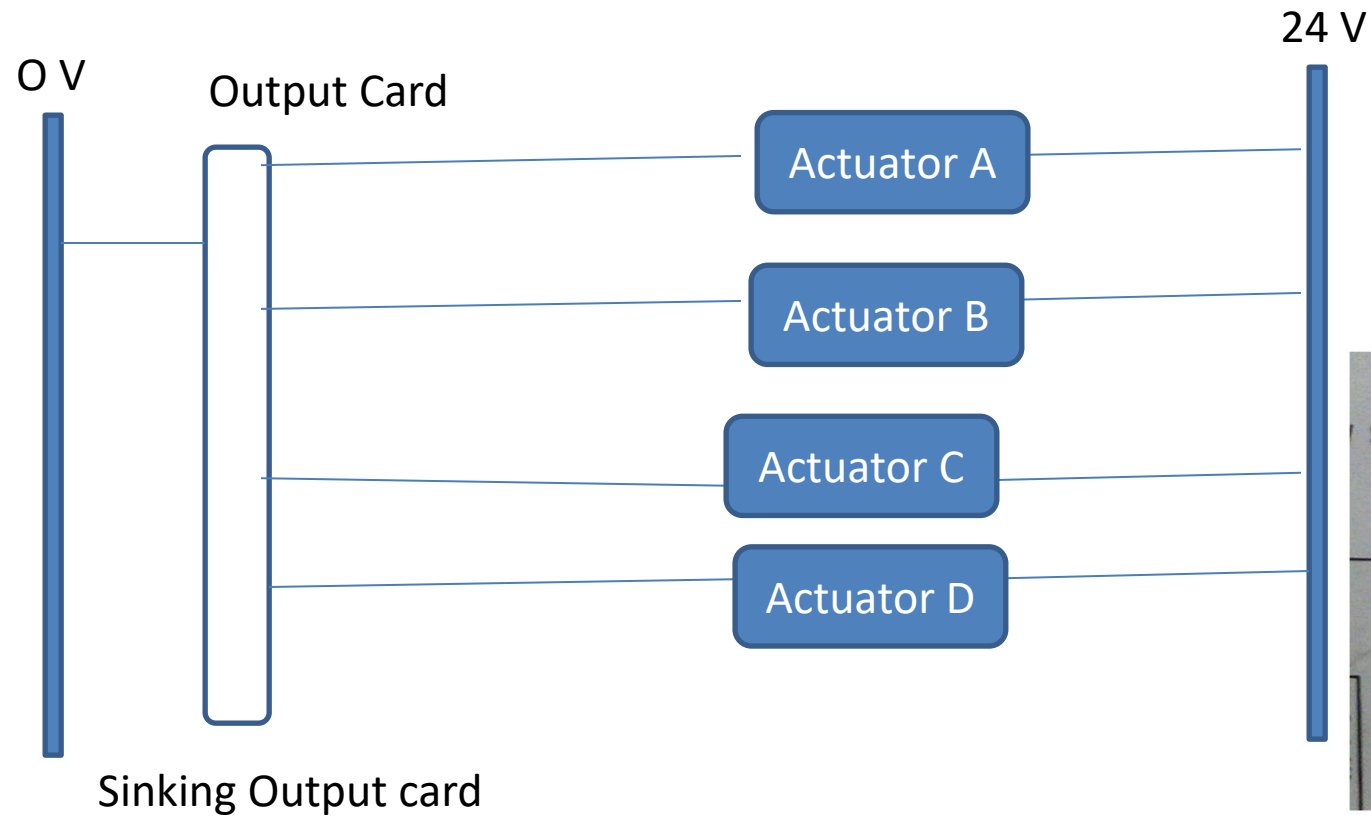 24 V
O V
Output Card
Actuator A
Actuator B
Actuator C
Actuator D
Sinking Output card